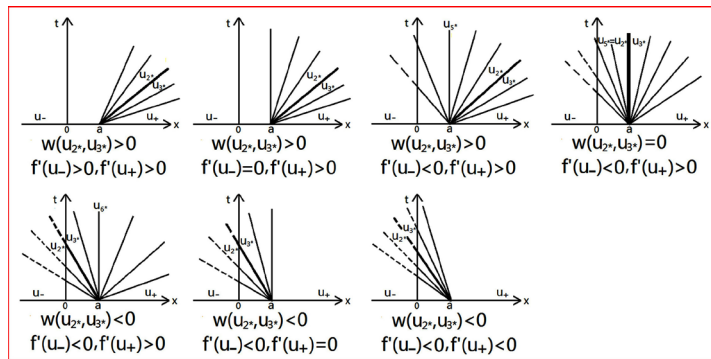 t
u₂*
u₃*
u-
0
a
u+
x
w(u₂*,u₃*)>0
f'(u-)>0,f'(u+)>0
t
u₂*
u₃*
u-
0
a
u+
x
w(u₂*,u₃*)>0
f'(u-)=0,f'(u+)>0
t
u₅*
u₂*
u₃*
u-
0
a
u+
x
w(u₂*,u₃*)>0
f'(u-)<0,f'(u+)>0
t
u₅*=u₂*
u₃*
u-
0
a
u+
x
w(u₂*,u₃*)=0
f'(u-)<0,f'(u+)>0
t
u₆*
u₃*
u₂*
u-
0
a
u+
x
w(u₂*,u₃*)<0
f'(u-)<0,f'(u+)>0
t
u₃*
u₂*
u-
0
a
u+
x
w(u₂*,u₃*)<0
f'(u-)<0,f'(u+)=0
t
u₃*
u₂*
u-
0
a
u+
x
w(u₂*,u₃*)<0
f'(u-)<0,f'(u+)<0